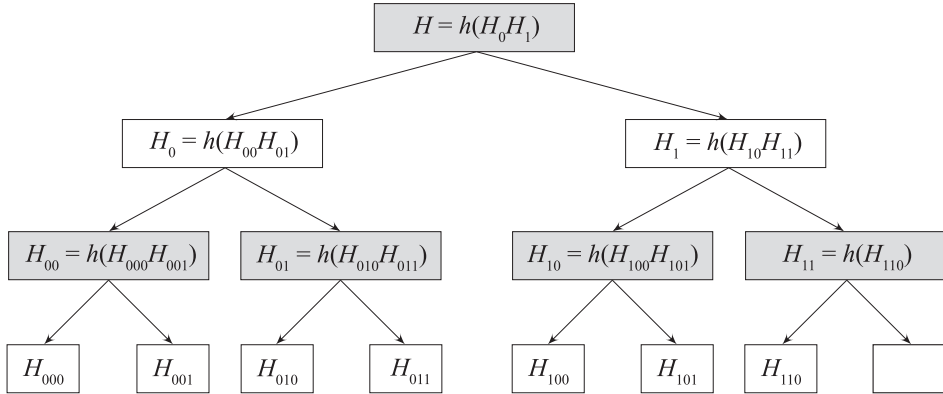 H = h(H₀H₁)
H₀ = h(H₀₀H₀₁)
H₁ = h(H₁₀H₁₁)
H₀₀ = h(H₀₀₀H₀₀₁)
H₀₁ = h(H₀₁₀H₀₁₁)
H₁₀ = h(H₁₀₀H₁₀₁)
H₁₁ = h(H₁₁₀)
H₀₀₀
H₀₀₁
H₀₁₀
H₀₁₁
H₁₀₀
H₁₀₁
H₁₁₀